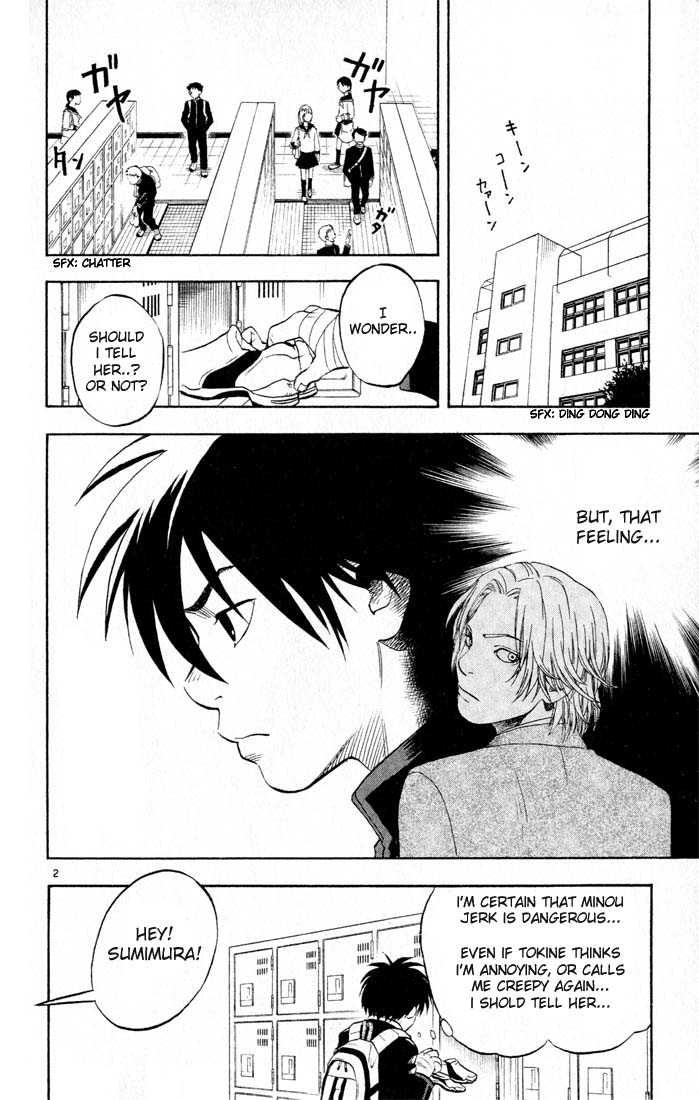 キーン
コーン
カァーン
SFX: DING DONG DING
ガヤ
ガヤ
タン
ガタ
SFX: CHATTER
I
WONDER..
SHOULD
I TELL
HER..?
OR NOT?
BUT, THAT
FEELING...
2
I'M CERTAIN THAT MINOU
JERK IS DANGEROUS...
EVEN IF TOKINE THINKS
I'M ANNOYING, OR CALLS
ME CREEPY AGAIN...
I SHOLD TELL HER...
HEY!
SUMIMURA!